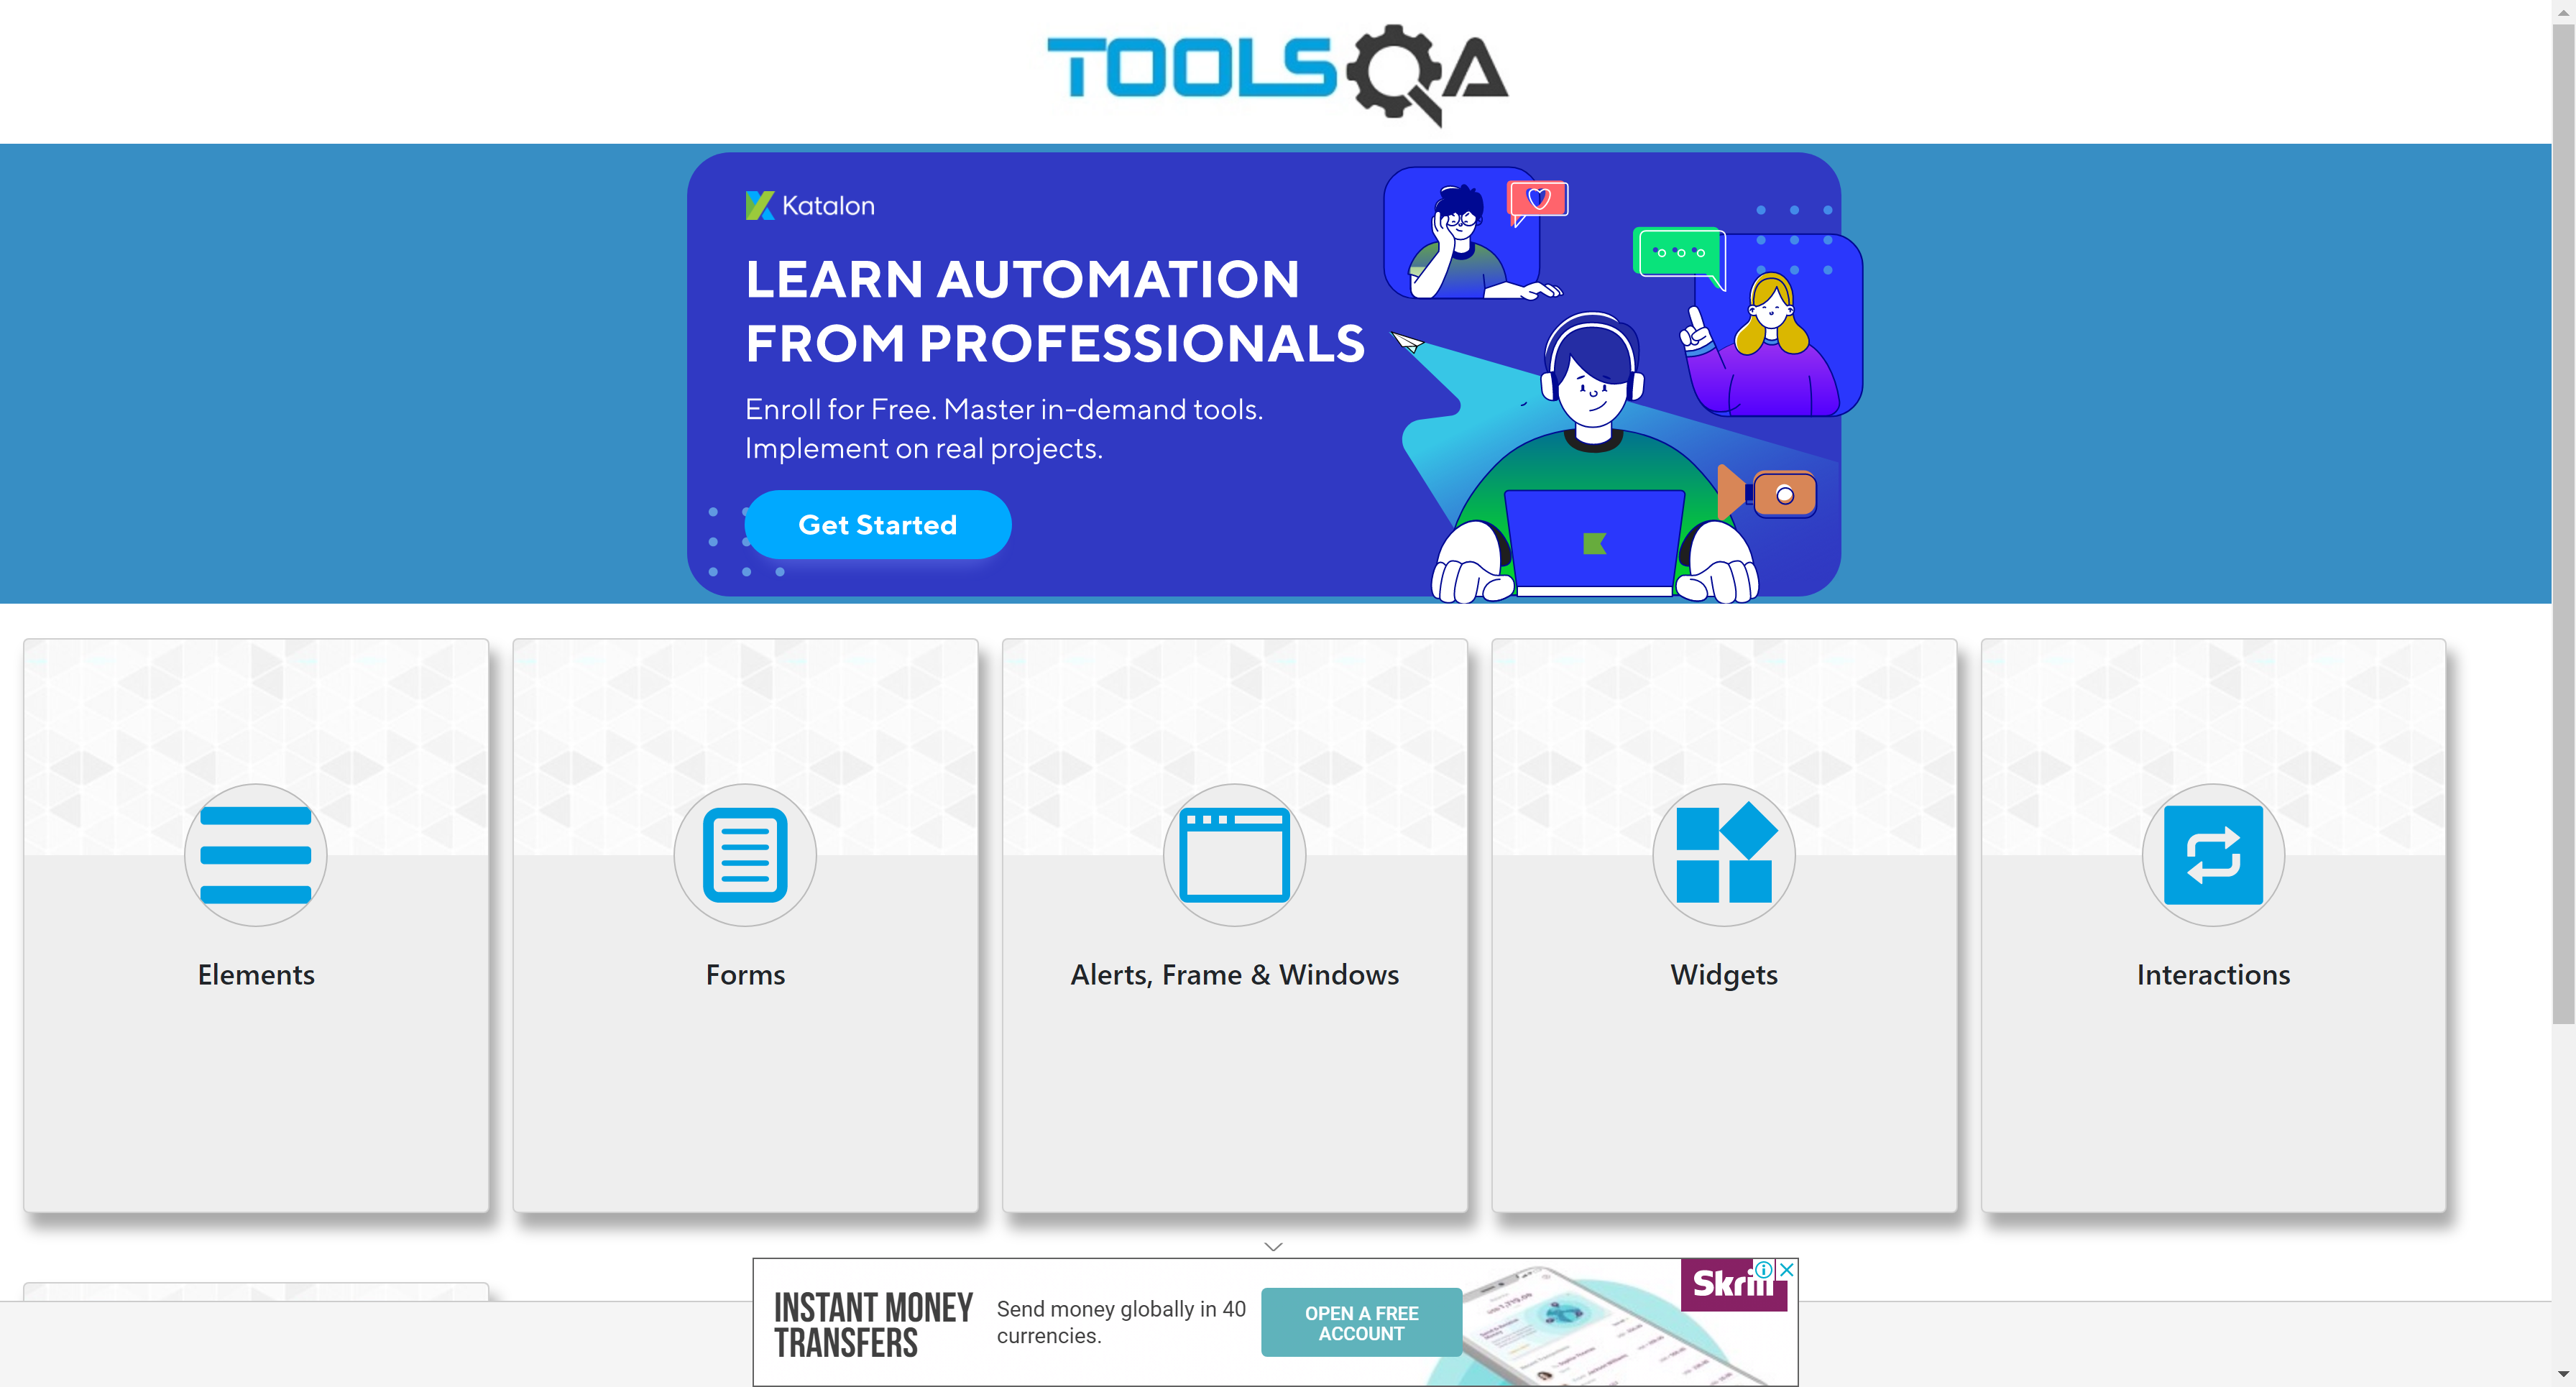 TOOLSQA
Katalon
LEARN AUTOMATION
FROM PROFESSIONALS
Enroll for Free. Master in-demand tools.
Implement on real projects.
Get Started
Elements
Forms
Alerts, Frame & Windows
Widgets
Interactions
INSTANT MONEY
TRANSFERS
Send money globally in 40
currencies.
OPEN A FREE
ACCOUNT
Skrill